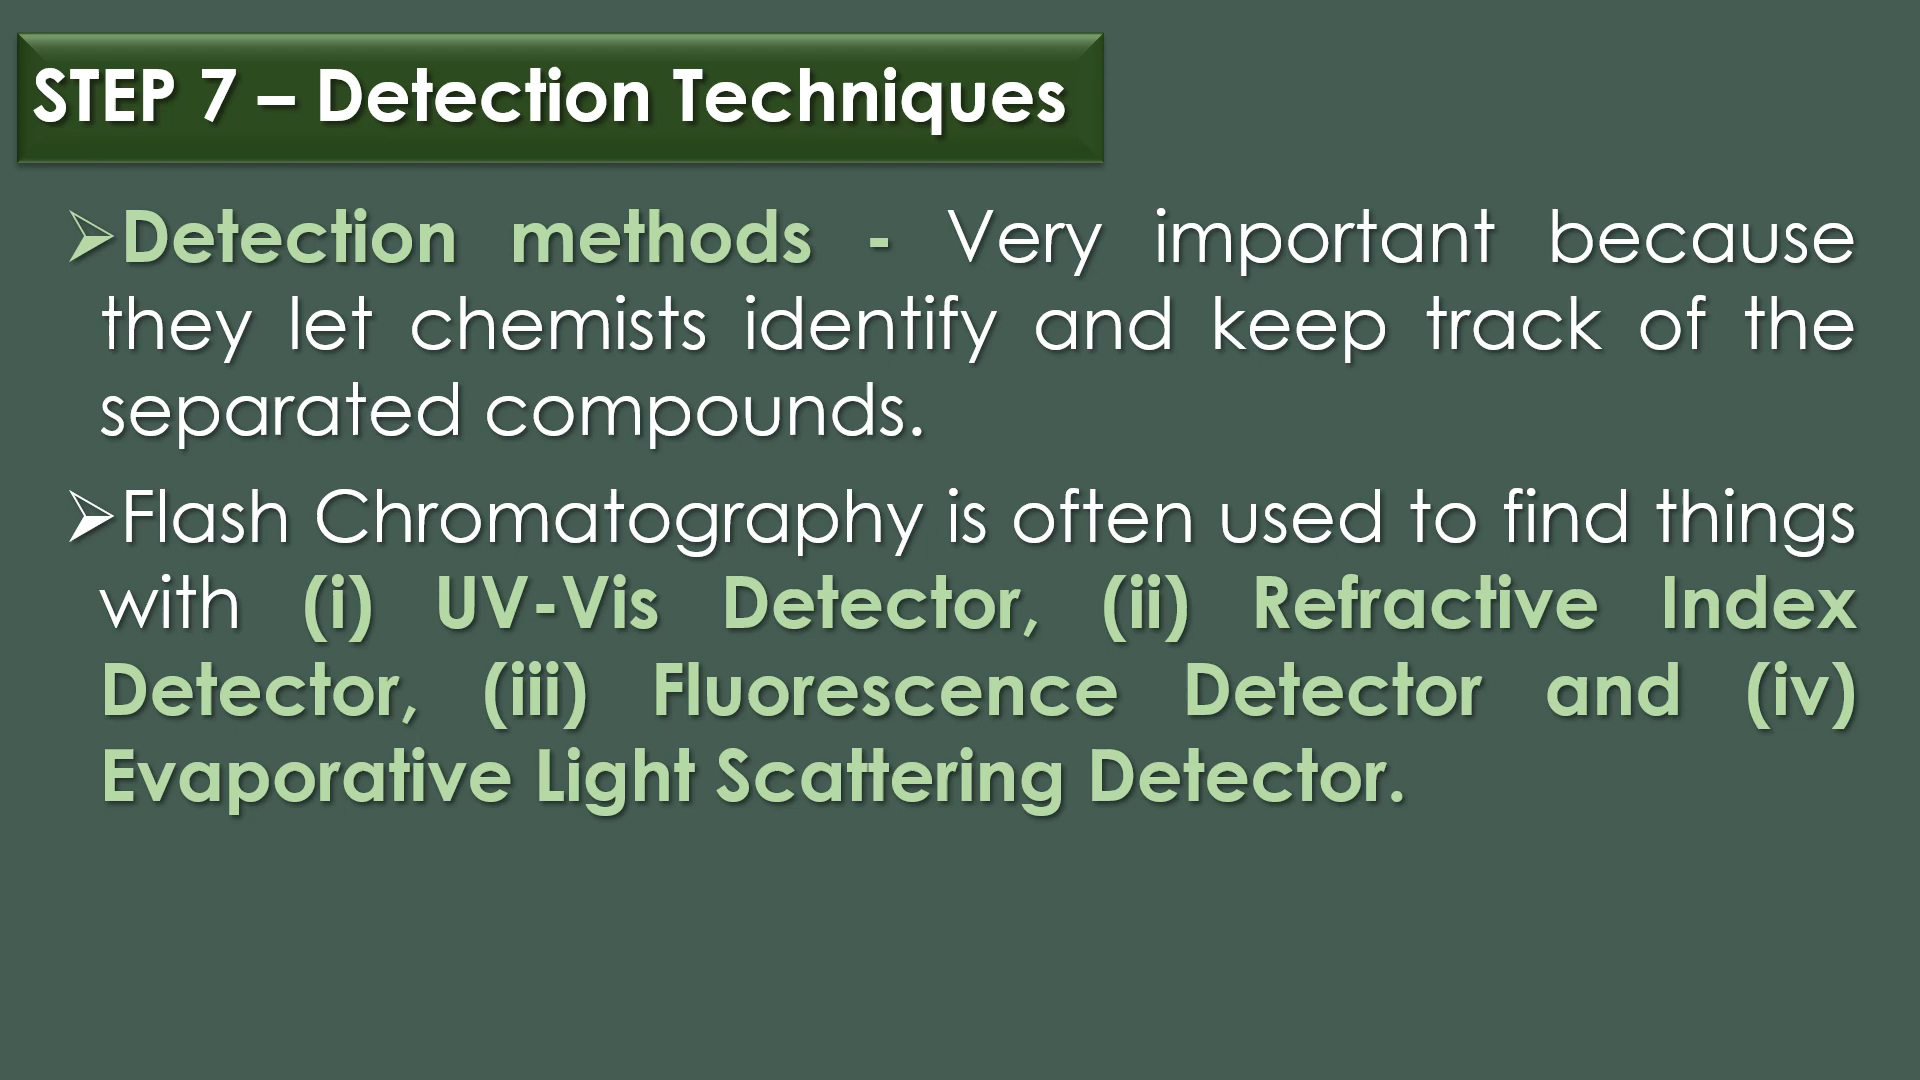 STEP 7 – Detection Techniques
➢Detection methods - Very important because
they let chemists identify and keep track of the
separated compounds.
➢Flash Chromatography is often used to find things
with (i) UV-Vis Detector, (ii) Refractive Index
Detector, (iii) Fluorescence Detector and (iv)
Evaporative Light Scattering Detector.